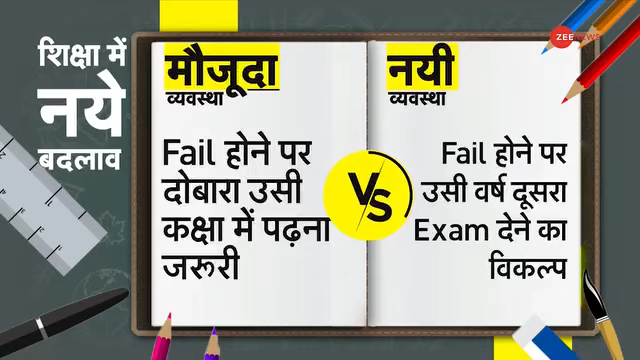 शिक्षा में
नये
बदलाव
मौजूदा
व्यवस्था
Fail होने पर
दोबारा उसी
कक्षा में पढ़ना
जरूरी
VS
नयी
व्यवस्था
Fail होने पर
उसी वर्ष दूसरा
Exam देने का
विकल्प
ZEE NEWS